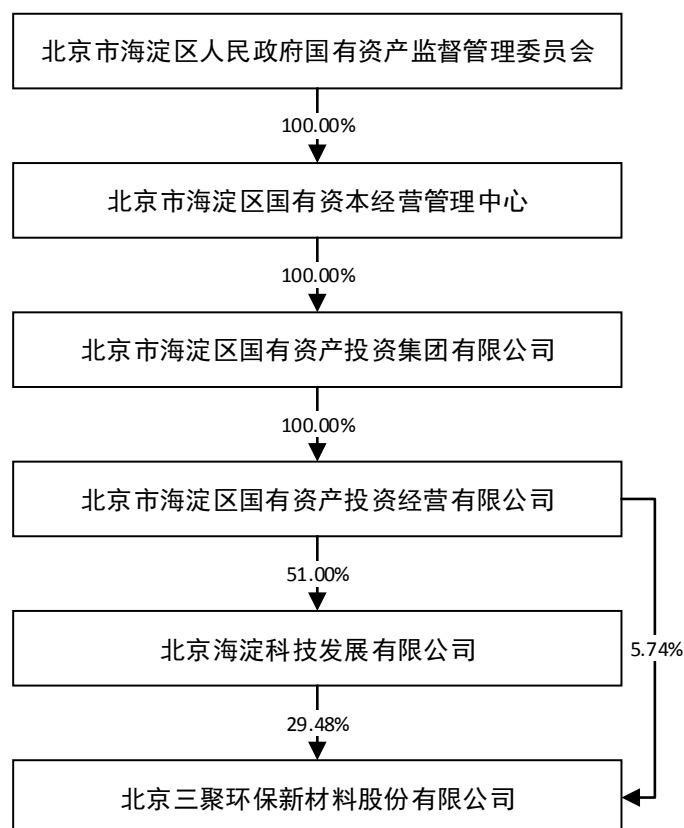 北京市海淀区人民政府国有资产监督管理委员会
100.00%
北京市海淀区国有资本经营管理中心
100.00%
北京市海淀区国有资产投资集团有限公司
100.00%
北京市海淀区国有资产投资经营有限公司
51.00%
北京海淀科技发展有限公司
5.74%
29.48%
北京三聚环保新材料股份有限公司